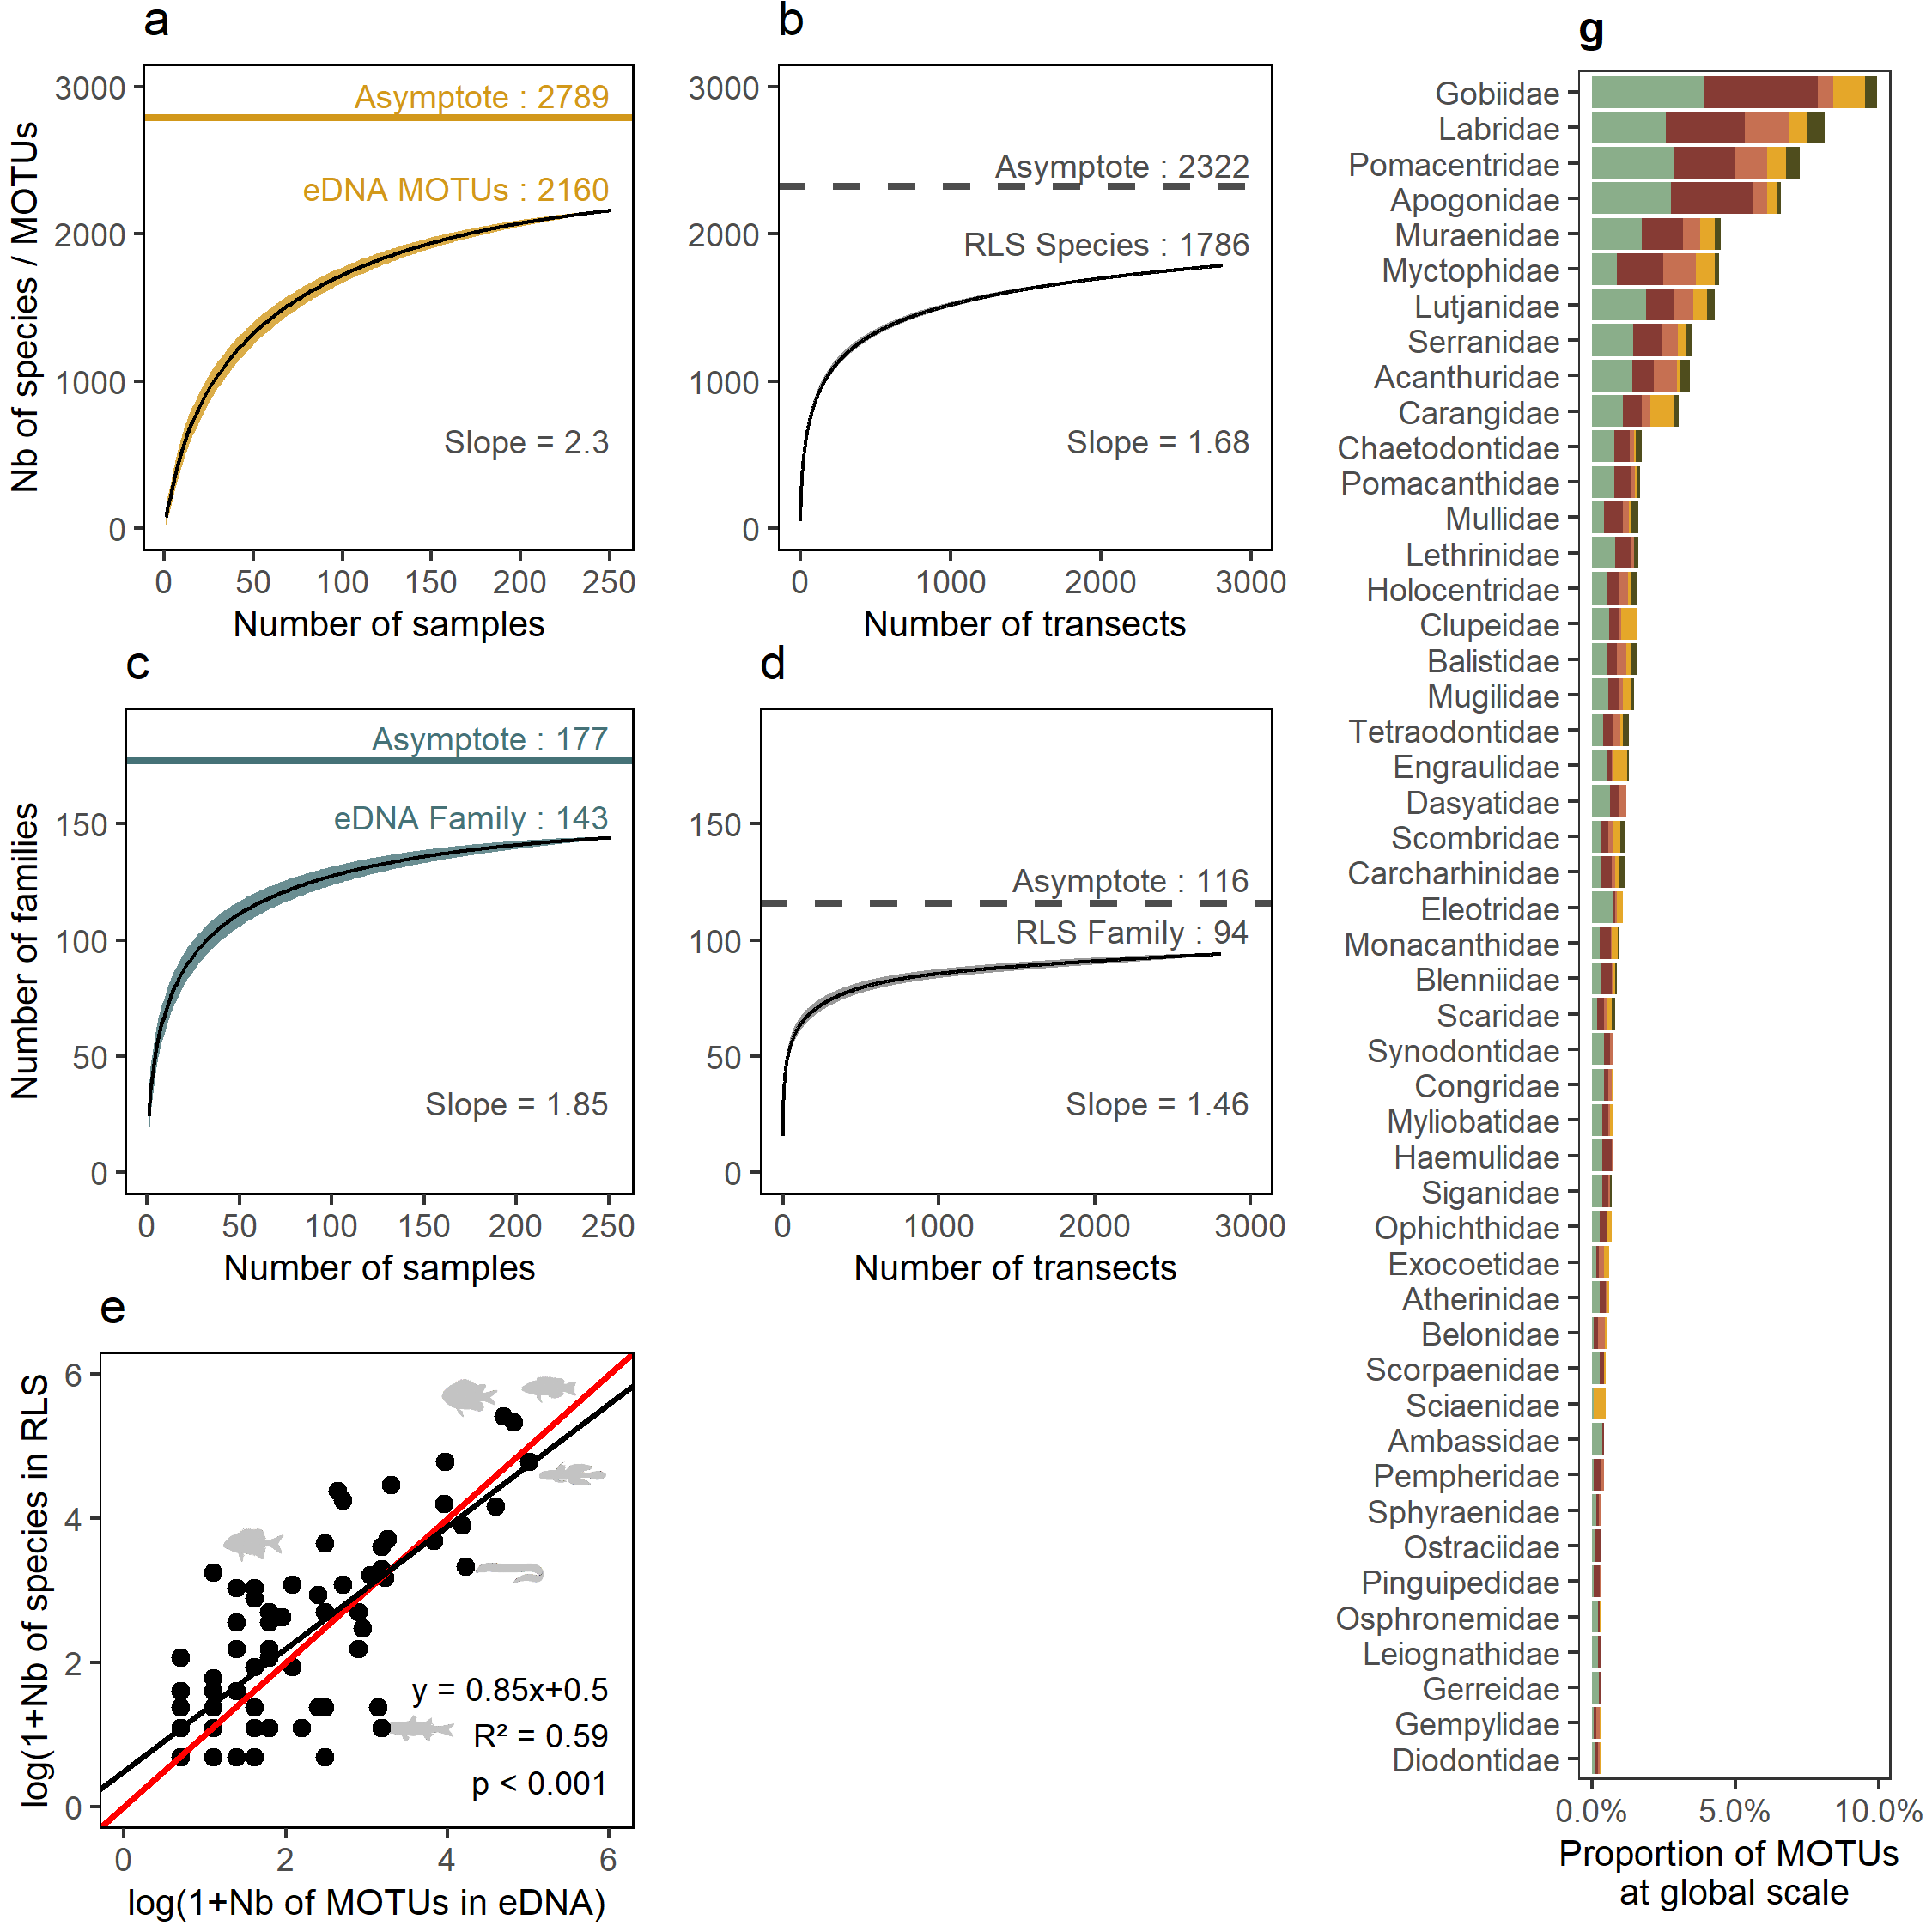 a
3000
2000
1000
0
Nb of species / MOTUs
Asymptote : 2789
eDNA MOTUs : 2160
Slope = 2.3
0 50 100 150 200 250
Number of samples
b
3000
2000
1000
0
Asymptote : 2322
RLS Species : 1786
Slope = 1.68
0 1000 2000 3000
Number of transects
c
150
100
50
0
Number of families
Asymptote : 177
eDNA Family : 143
Slope = 1.85
0 50 100 150 200 250
Number of samples
d
150
100
50
0
Asymptote : 116
RLS Family : 94
Slope = 1.46
0 1000 2000 3000
Number of transects
e
6
4
2
0
log(1+Nb of species in RLS
y = 0.85x+0.5
R² = 0.59
p < 0.001
0 2 4 6
log(1+Nb of MOTUs in eDNA)
g
Gobiidae
Labridae
Pomacentridae
Apogonidae
Muraenidae
Myctophidae
Lutjanidae
Serranidae
Acanthuridae
Carangidae
Chaetodontidae
Pomacanthidae
Mullidae
Lethrinidae
Holocentridae
Clupeidae
Balistidae
Mugilidae
Tetraodontidae
Engraulidae
Dasyatidae
Scombridae
Carcharhinidae
Eleotridae
Monacanthidae
Blenniidae
Scaridae
Synodontidae
Congridae
Myliobatidae
Haemulidae
Siganidae
Ophichthidae
Exocoetidae
Atherinidae
Belonidae
Scorpaenidae
Sciaenidae
Ambassidae
Pempheridae
Sphyraenidae
Ostraciidae
Pinguipedidae
Osphronemidae
Leiognathidae
Gerreidae
Gempylidae
Diodontidae
0.0% 5.0% 10.0%
Proportion of MOTUs
at global scale